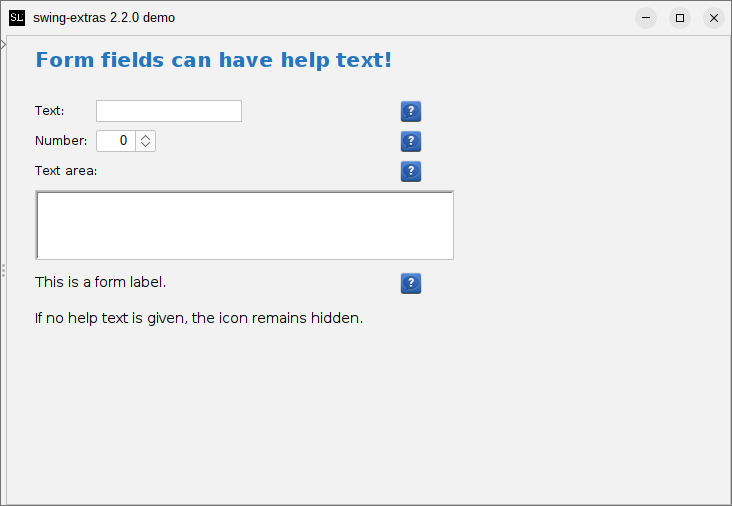 SL swing-extras 2.2.0 demo
Form fields can have help text!
Text: ?
Number: 0 ?
Text area: ?
This is a form label. ?
If no help text is given, the icon remains hidden.